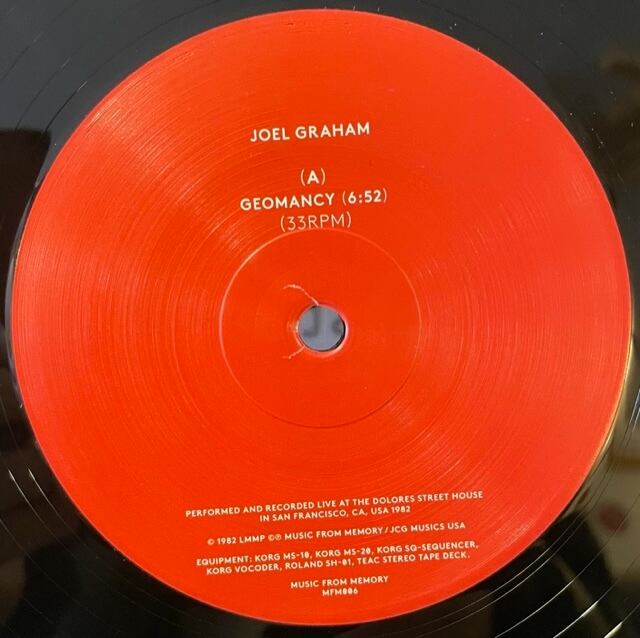 JOEL GRAHAM
(A)
GEOMANCY (6:52)
(33RPM)
PERFORMED AND RECORDED LIVE AT THE DOLORES STREET HOUSE
IN SAN FRANCISCO, CA, USA 1982
© 1982 LMMP ©℗ MUSIC FROM MEMORY / JCG MUSICS USA
EQUIPMENT: KORG MS-10, KORG MS-20, KORG SQ-SEQUENCER,
KORG VOCODER, ROLAND SH-01, TEAC STEREO TAPE DECK.
MUSIC FROM MEMORY
MFM006